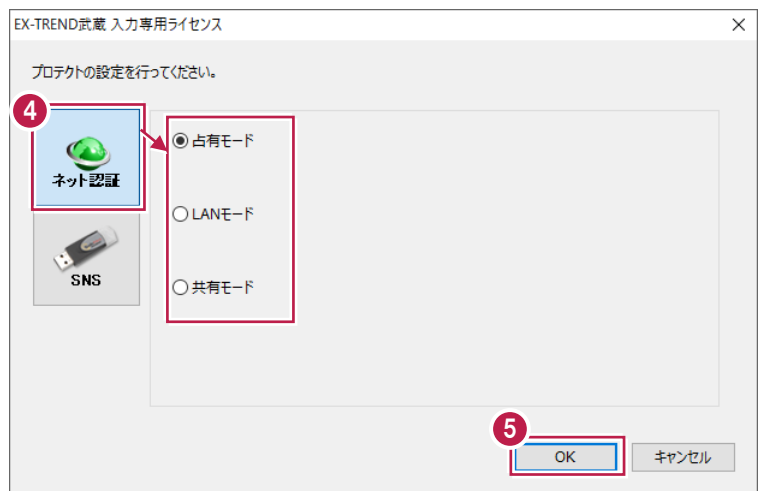 EX-TREND武蔵 入力専用ライセンス
プロテクトの設定を行ってください。
4
ネット認証
占有モード
LANモード
SNS
共有モード
5
OK
キャンセル